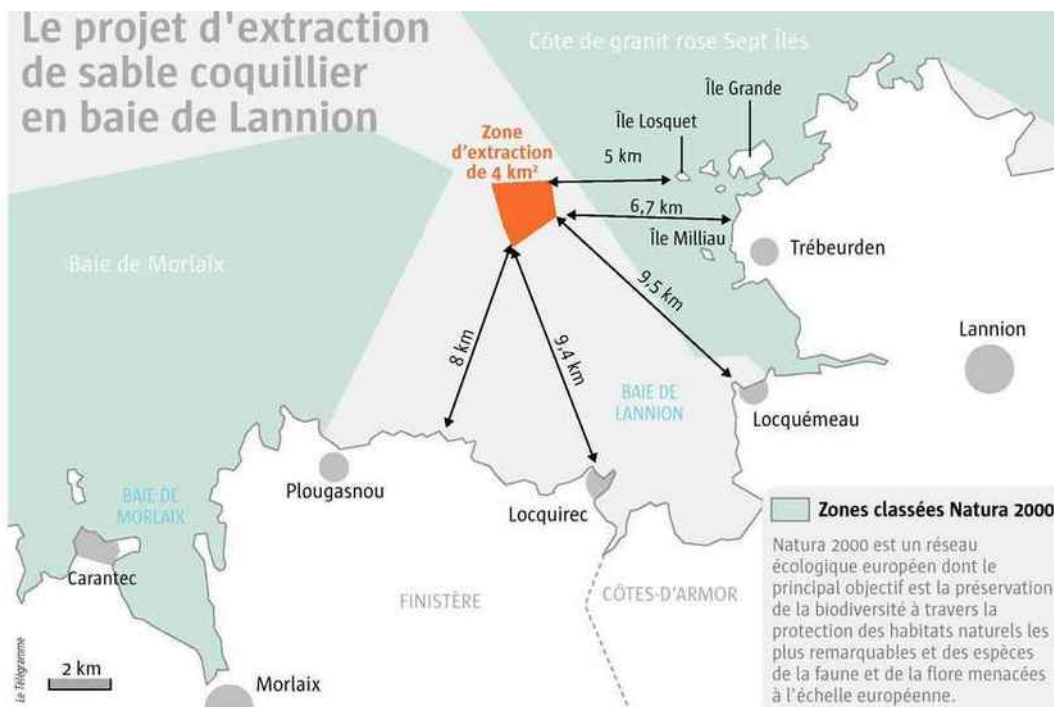 Le projet d'extraction
de sable coquillier
en baie de Lannion
Côte de granit rose Sept Îles
Île Grande
Île Losquet
Zone
d'extraction
de 4 km²
5 km
6,7 km
Île Milliau
Trébeurden
Baie de Morlaix
9,5 km
Lannion
8 km
9,4 km
BAIE DE
LANNION
Locquémeau
Plougasnou
Locquirec
BAIE DE
MORLAIX
Carantec
FINISTÈRE
CÔTES-D'ARMOR
Zones classées Natura 2000
Natura 2000 est un réseau
écologique européen dont le
principal objectif est la préservation
de la biodiversité à travers la
protection des habitats naturels les
plus remarquables et des espèces
de la faune et de la flore menacées
à l'échelle européenne.
Le Télégramme
2 km
Morlaix